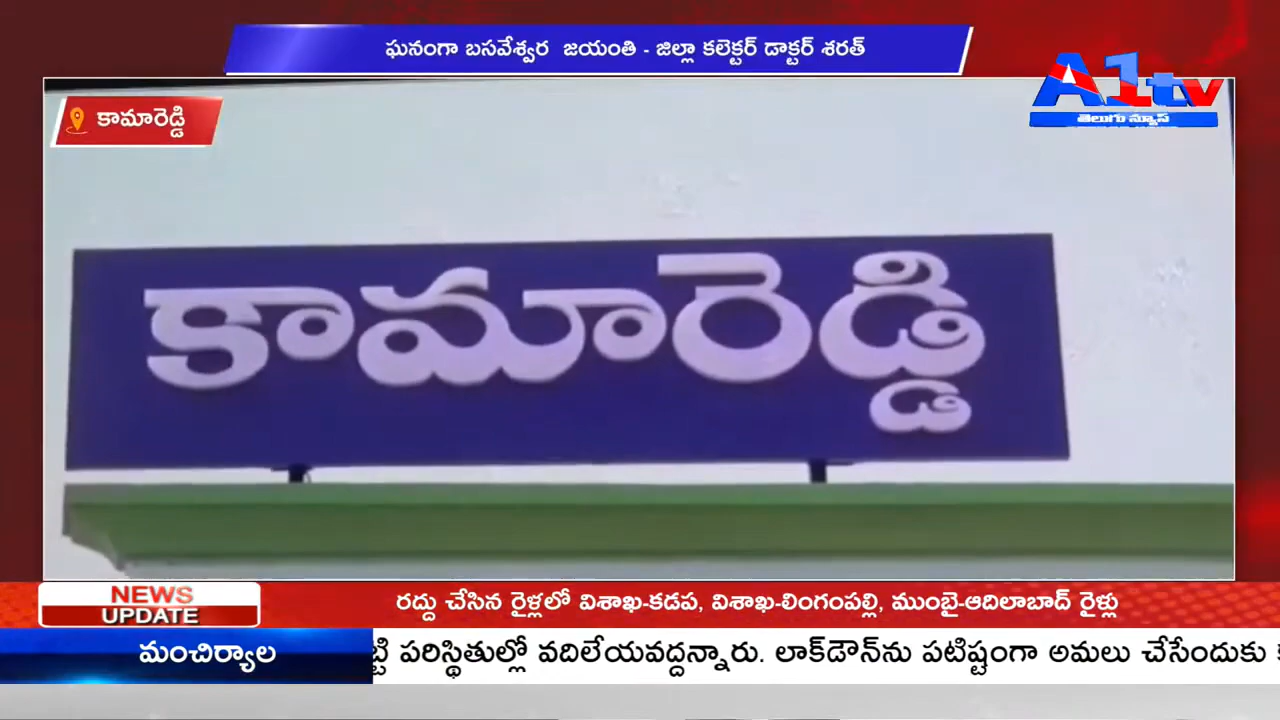 ఘనంగా బసవేశ్వర జయంతి - జిల్లా కలెక్టర్ డాక్టర్ శరత్
A1tv
తెలుగు న్యూస్
కామారెడ్డి
కామారెడ్డి
NEWS
UPDATE
రద్దు చేసిన రైళ్లలో విశాఖ-కడప, విశాఖ-లింగంపల్లి, ముంబై-ఆదిలాబాద్ రైళ్లు
మంచిర్యాల
పరిస్థితుల్లో వదిలేయవద్దన్నారు. లాక్‌డౌన్‌ను పటిష్టంగా అమలు చేసేందుకు